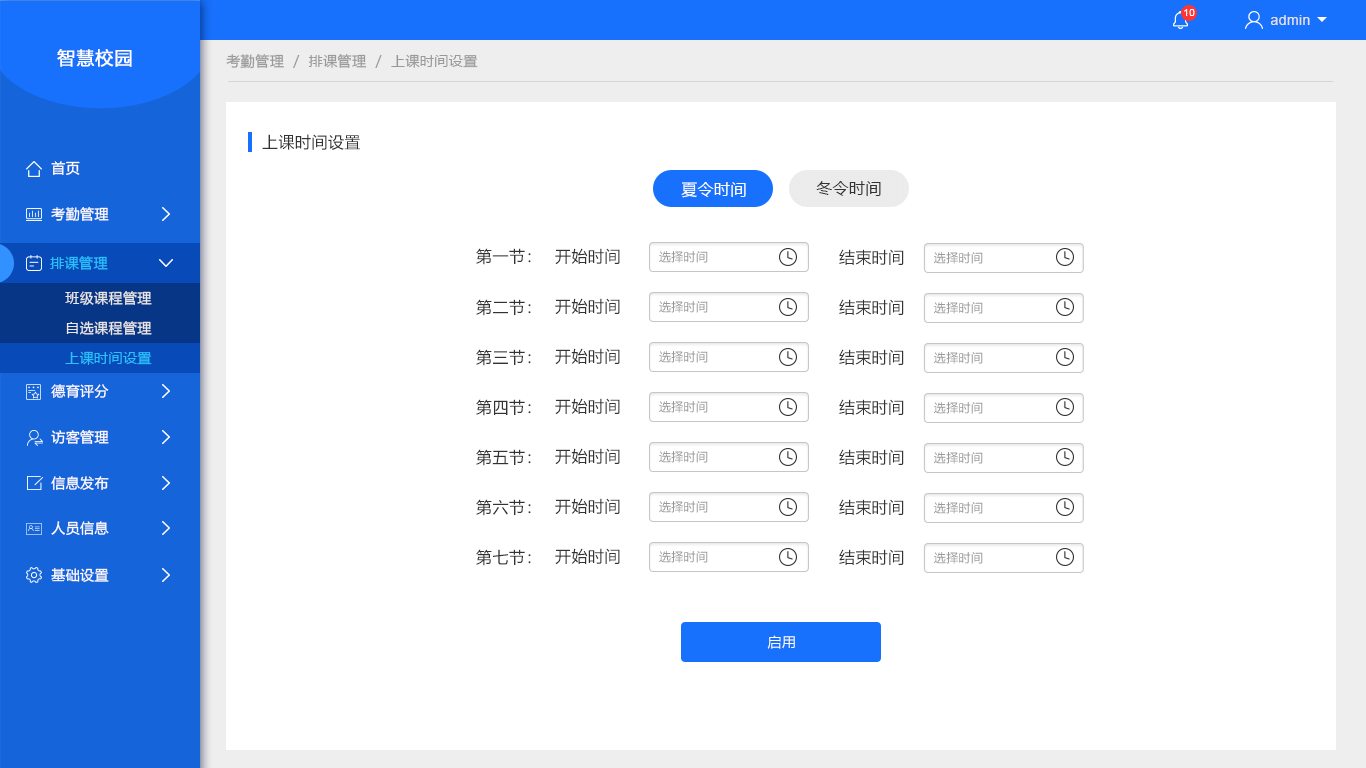 智慧校园
10
admin
考勤管理 / 排课管理 / 上课时间设置
首页
考勤管理
排课管理
班级课程管理
自选课程管理
上课时间设置
德育评分
访客管理
信息发布
人员信息
基础设置
上课时间设置
夏令时间 冬令时间
第一节： 开始时间 选择时间 结束时间 选择时间
第二节： 开始时间 选择时间 结束时间 选择时间
第三节： 开始时间 选择时间 结束时间 选择时间
第四节： 开始时间 选择时间 结束时间 选择时间
第五节： 开始时间 选择时间 结束时间 选择时间
第六节： 开始时间 选择时间 结束时间 选择时间
第七节： 开始时间 选择时间 结束时间 选择时间
启用